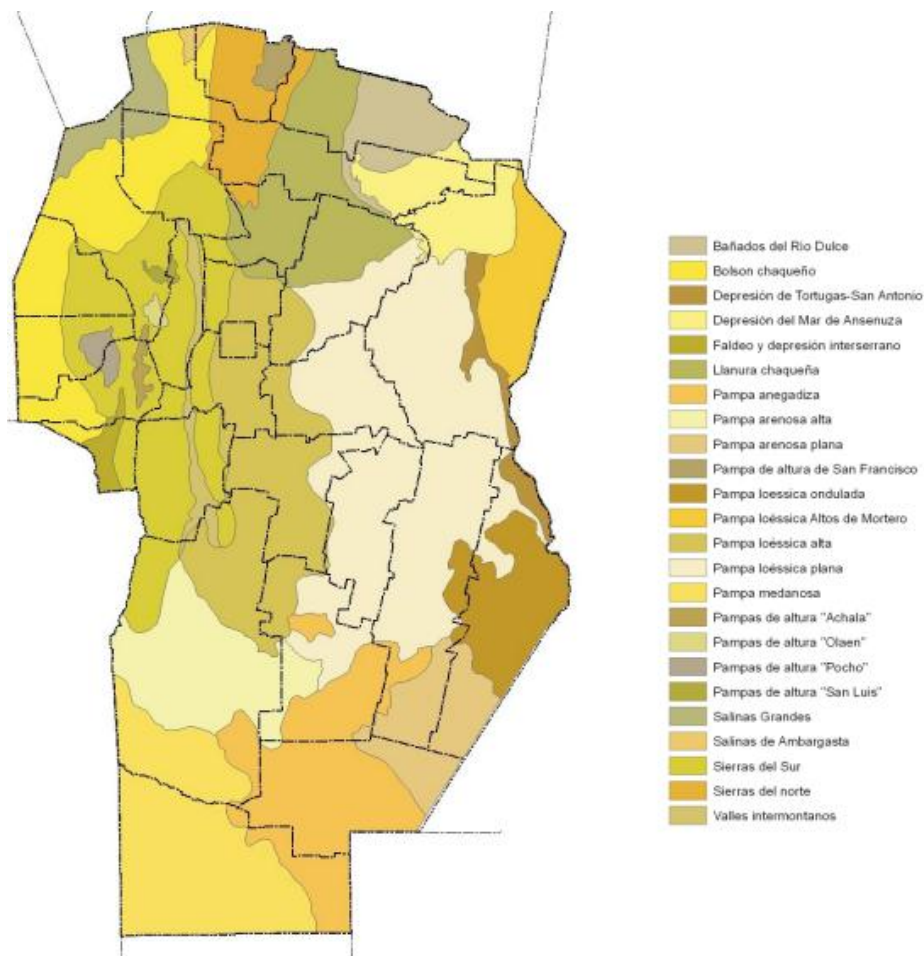 Bañados del Rio Dulce
Bolson chaqueño
Depresión de Tortugas-San Antonio
Depresión del Mar de Ansenuza
Faldeo y depresión interserrano
Llanura chaqueña
Pampa anegadiza
Pampa arenosa alta
Pampa arenosa plana
Pampa de altura de San Francisco
Pampa loessica ondulada
Pampa loéssica Altos de Mortero
Pampa loéssica alta
Pampa loéssica plana
Pampa medanosa
Pampas de altura "Achala"
Pampas de altura "Olaen"
Pampas de altura "Pocho"
Pampas de altura "San Luis"
Salinas Grandes
Salinas de Ambargasta
Sierras del Sur
Sierras del norte
Valles intermontanos